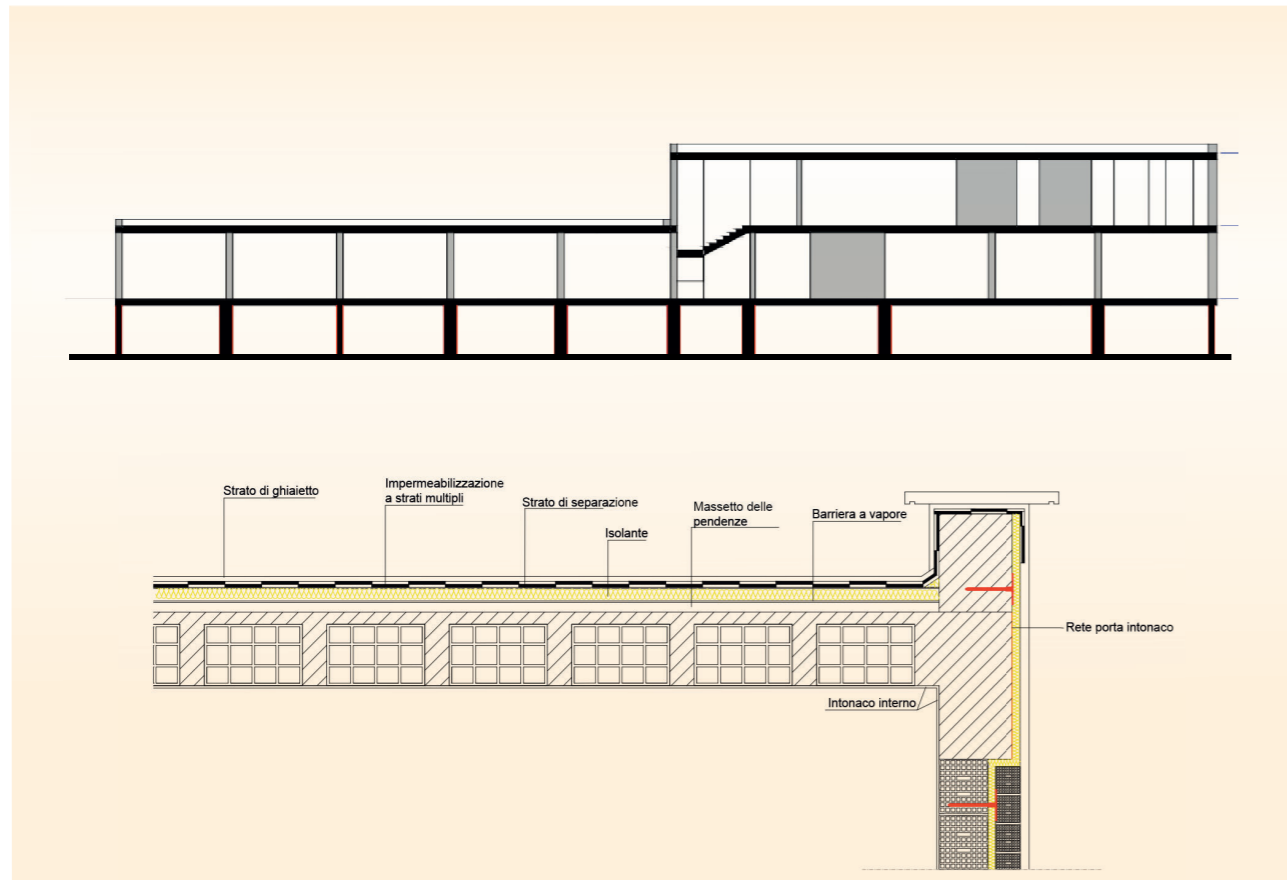 Strato di ghiaietto
Impermeabilizzazione
a strati multipli
Strato di separazione
Isolante
Massetto delle
pendenze
Barriera a vapore
Rete porta intonaco
Intonaco interno